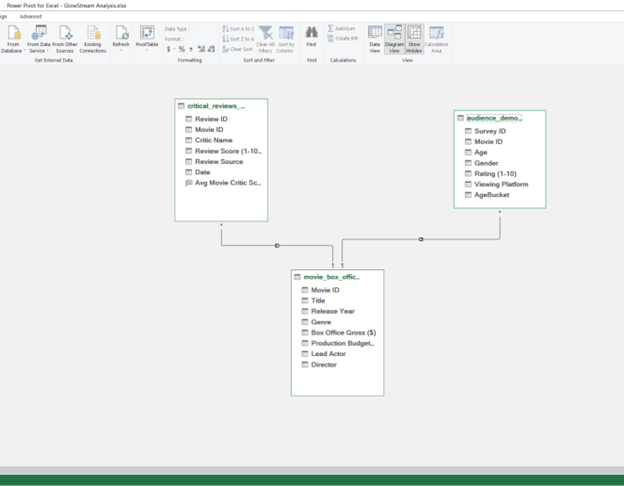 Power Pivot for Excel - GlowStream Analysis.xlsx
Advanced
From Database
From Data Service
From Other Sources
Existing Connections
Refresh
PivotTable
Data Type :
Format :
$ % ,
Sort A to Z
Sort Z to A
Clear Sort
Clear All Filters
Sort by Column
Find
AutoSum
Create KPI
Data View
Diagram View
Show Hidden
Calculation Area
Get External Data
Formatting
Sort and Filter
Find
Calculations
View
critical_reviews_...
Review ID
Movie ID
Critic Name
Review Score (1-10...
Review Source
Date
Avg Movie Critic Sc...
audience_demo...
Survey ID
Movie ID
Age
Gender
Rating (1-10)
Viewing Platform
AgeBucket
*
*
1
1
movie_box_offic...
Movie ID
Title
Release Year
Genre
Box Office Gross ($)
Production Budget...
Lead Actor
Director